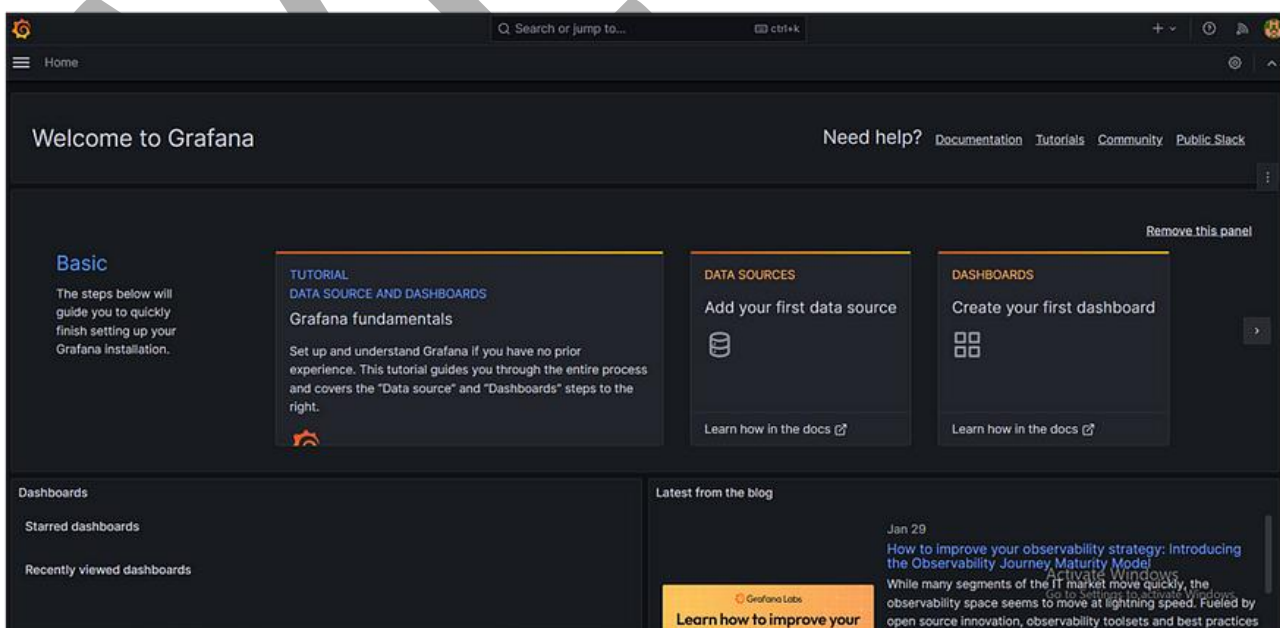 Search or jump to...
ctrl+k
Home
Welcome to Grafana
Need help? Documentation Tutorials Community Public Slack
Remove this panel
Basic
The steps below will
guide you to quickly
finish setting up your
Grafana installation.
TUTORIAL
DATA SOURCE AND DASHBOARDS
Grafana fundamentals
Set up and understand Grafana if you have no prior
experience. This tutorial guides you through the entire process
and covers the "Data source" and "Dashboards" steps to the
right.
DATA SOURCES
Add your first data source
Learn how in the docs
DASHBOARDS
Create your first dashboard
Learn how in the docs
Dashboards
Starred dashboards
Recently viewed dashboards
Latest from the blog
Grafana Labs
Learn how to improve your
Jan 29
How to improve your observability strategy: Introducing
the Observability Journey Maturity Model
While many segments of the IT market move quickly, the
observability space seems to move at lightning speed. Fueled by
open source innovation, observability toolsets and best practices
Activate Windows
Go to Settings to activate Windows.